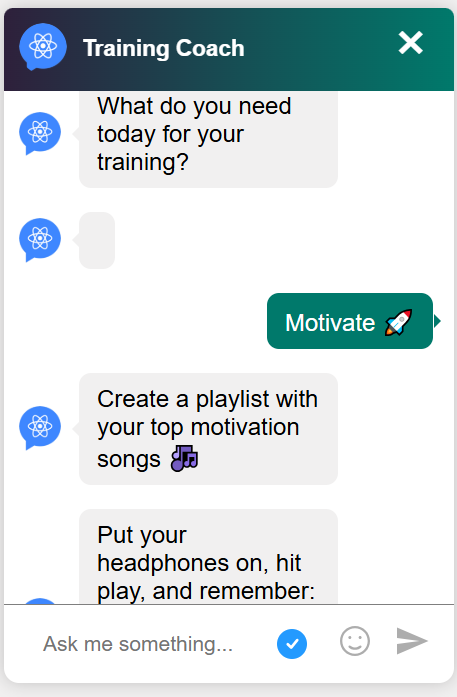 Training Coach
What do you need
today for your
training?
Motivate 🚀
Create a playlist with
your top motivation
songs 🎶
Put your
headphones on, hit
play, and remember:
Ask me something...